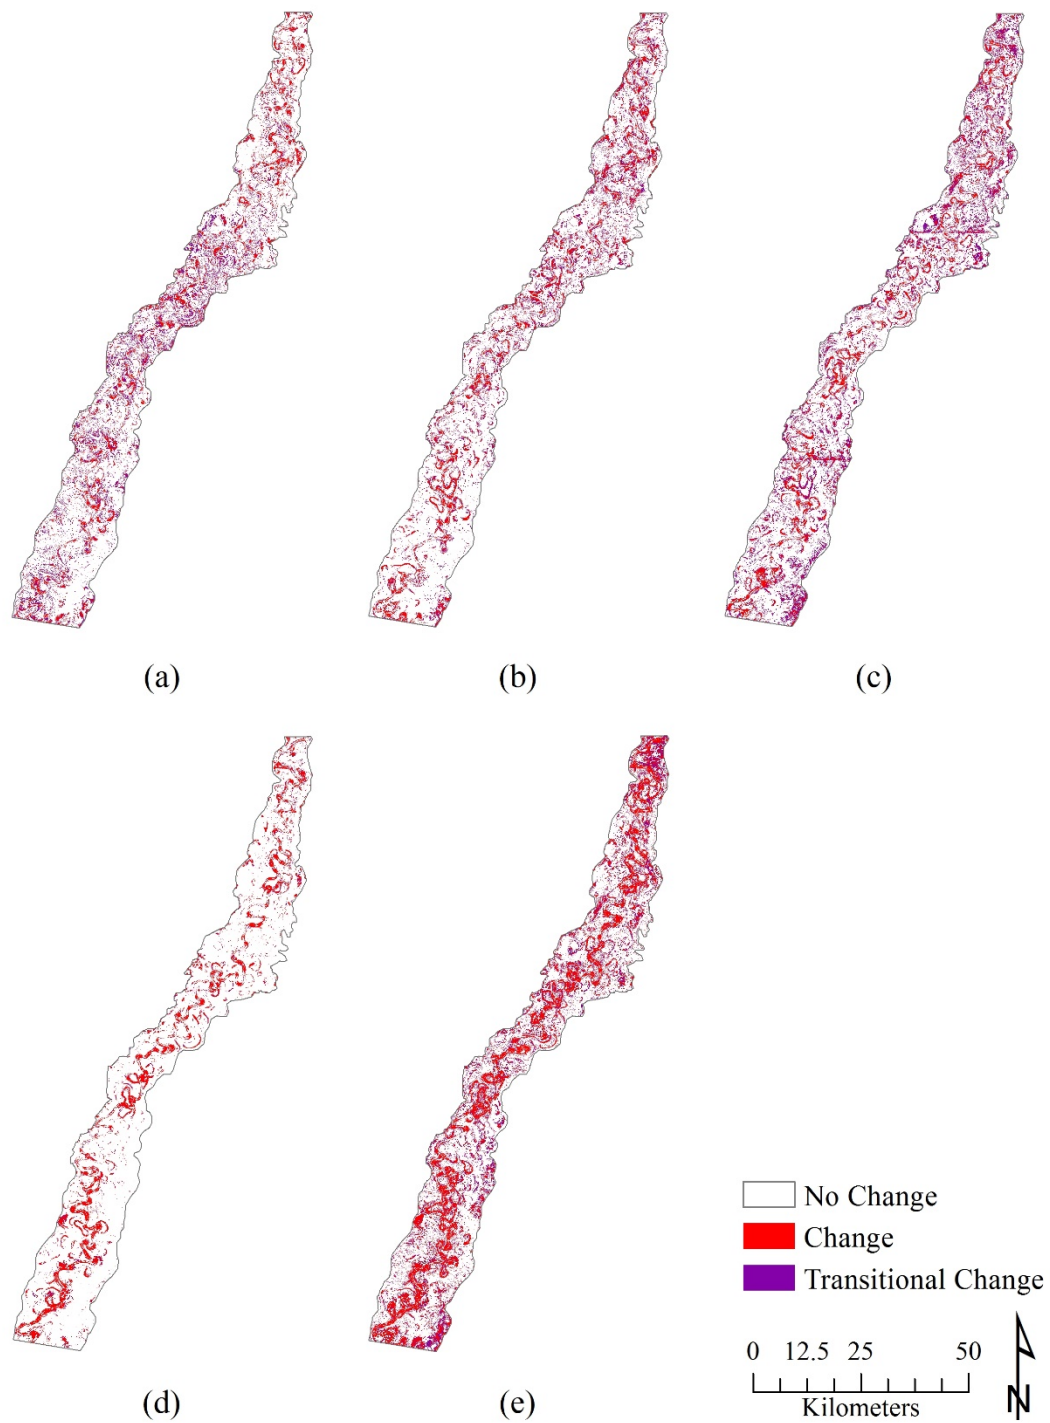 (a)
(b)
(c)
(d)
(e)
No Change
Change
Transitional Change
0 12.5 25 50
Kilometers
N